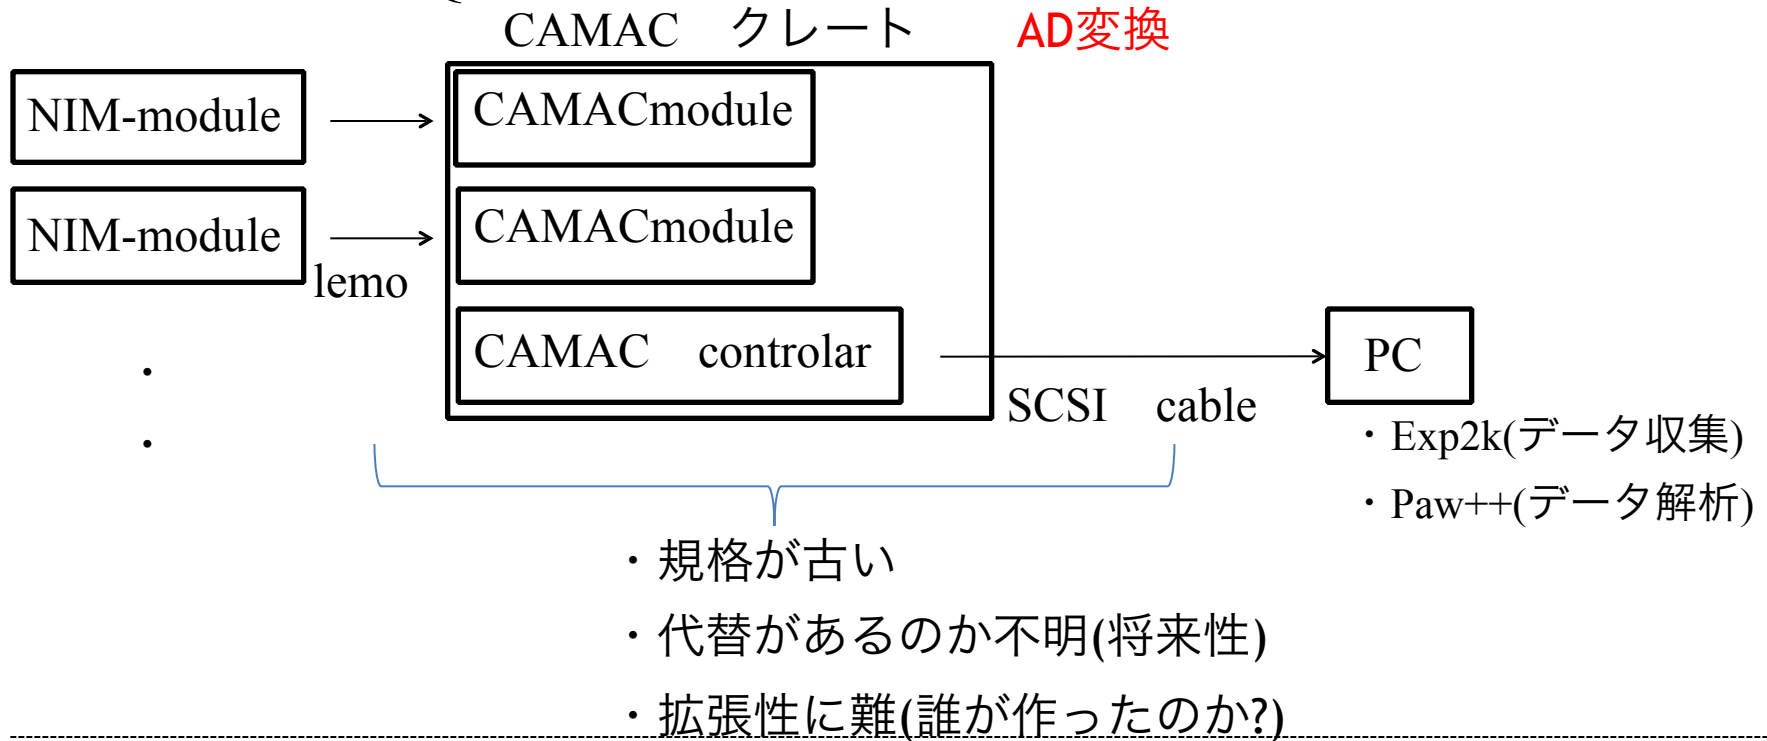 CAMAC　クレート　　AD変換
NIM-module
CAMACmodule
NIM-module
CAMACmodule
lemo
CAMAC　controlar
PC
SCSI　cable
・
・
・Exp2k(データ収集)
・Paw++(データ解析)
・規格が古い
・代替があるのか不明(将来性)
・拡張性に難(誰が作ったのか?)